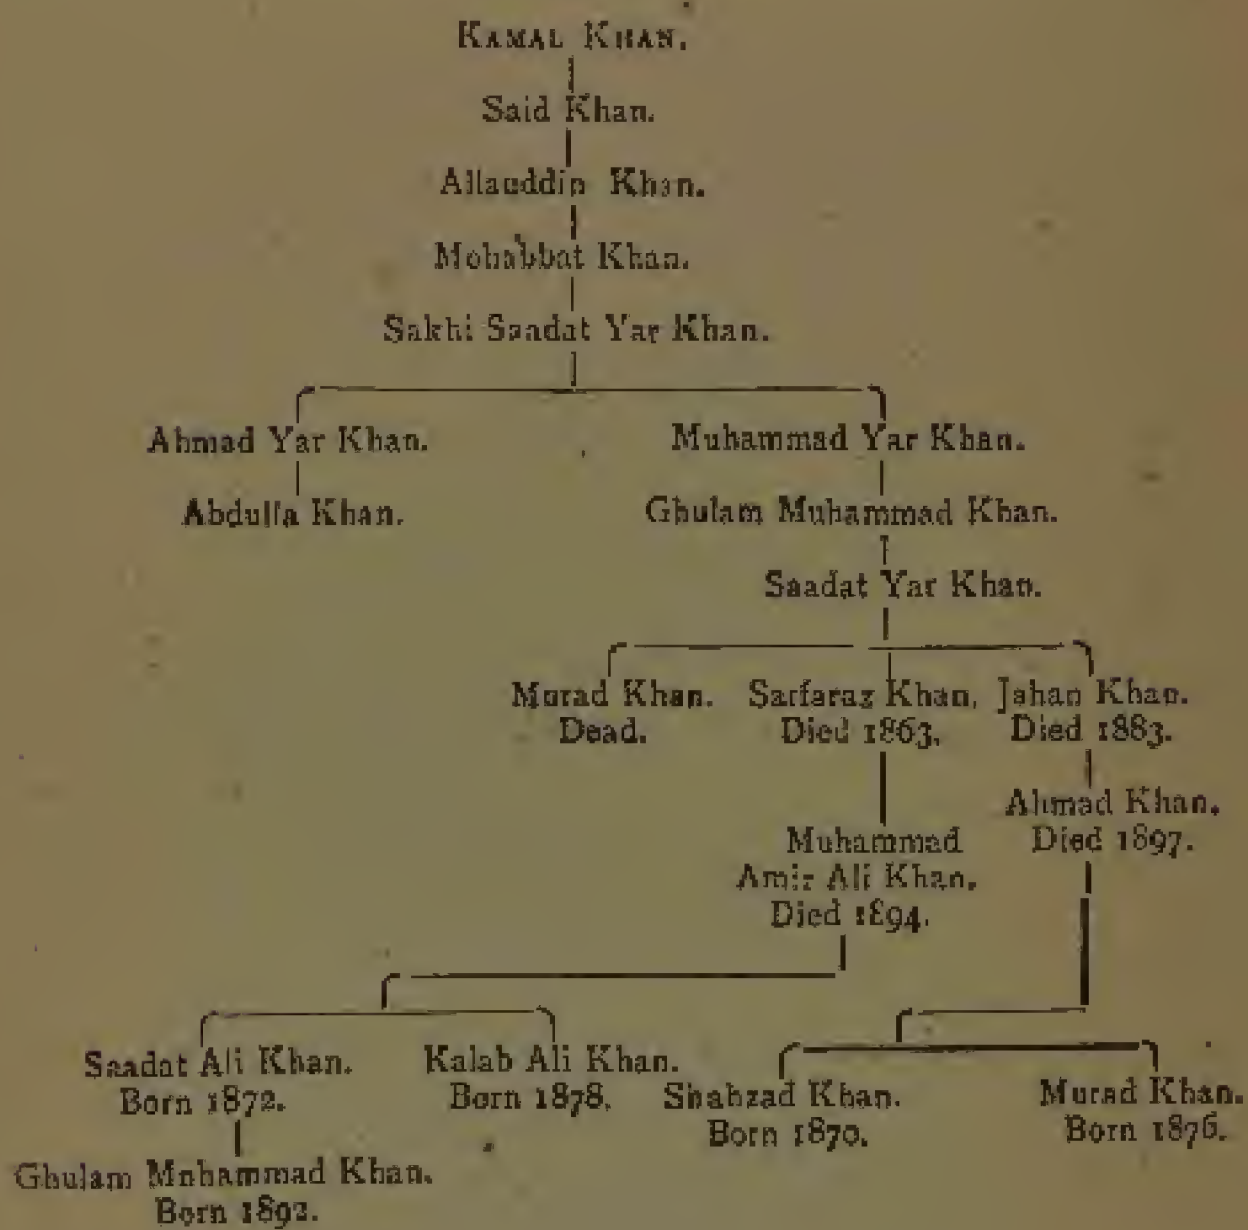 KAMAL KHAN.
Said Khan.
Allauddin Khan.
Mohabbat Khan.
Sakhi Saadat Yar Khan.
Ahmad Yar Khan. Muhammad Yar Khan.
Abdulla Khan. Ghulam Muhammad Khan.
Saadat Yar Khan.
Murad Khan. Sarfaraz Khan, Jahan Khan.
Dead. Died 1863. Died 1883.
Ahmad Khan,
Muhammad Died 1897.
Amir Ali Khan,
Died 1894.
Saadat Ali Khan. Kalab Ali Khan.
Born 1872. Born 1878. Shahzad Khan. Murad Khan.
Born 1870. Born 1876.
Ghulam Muhammad Khan.
Born 1892.